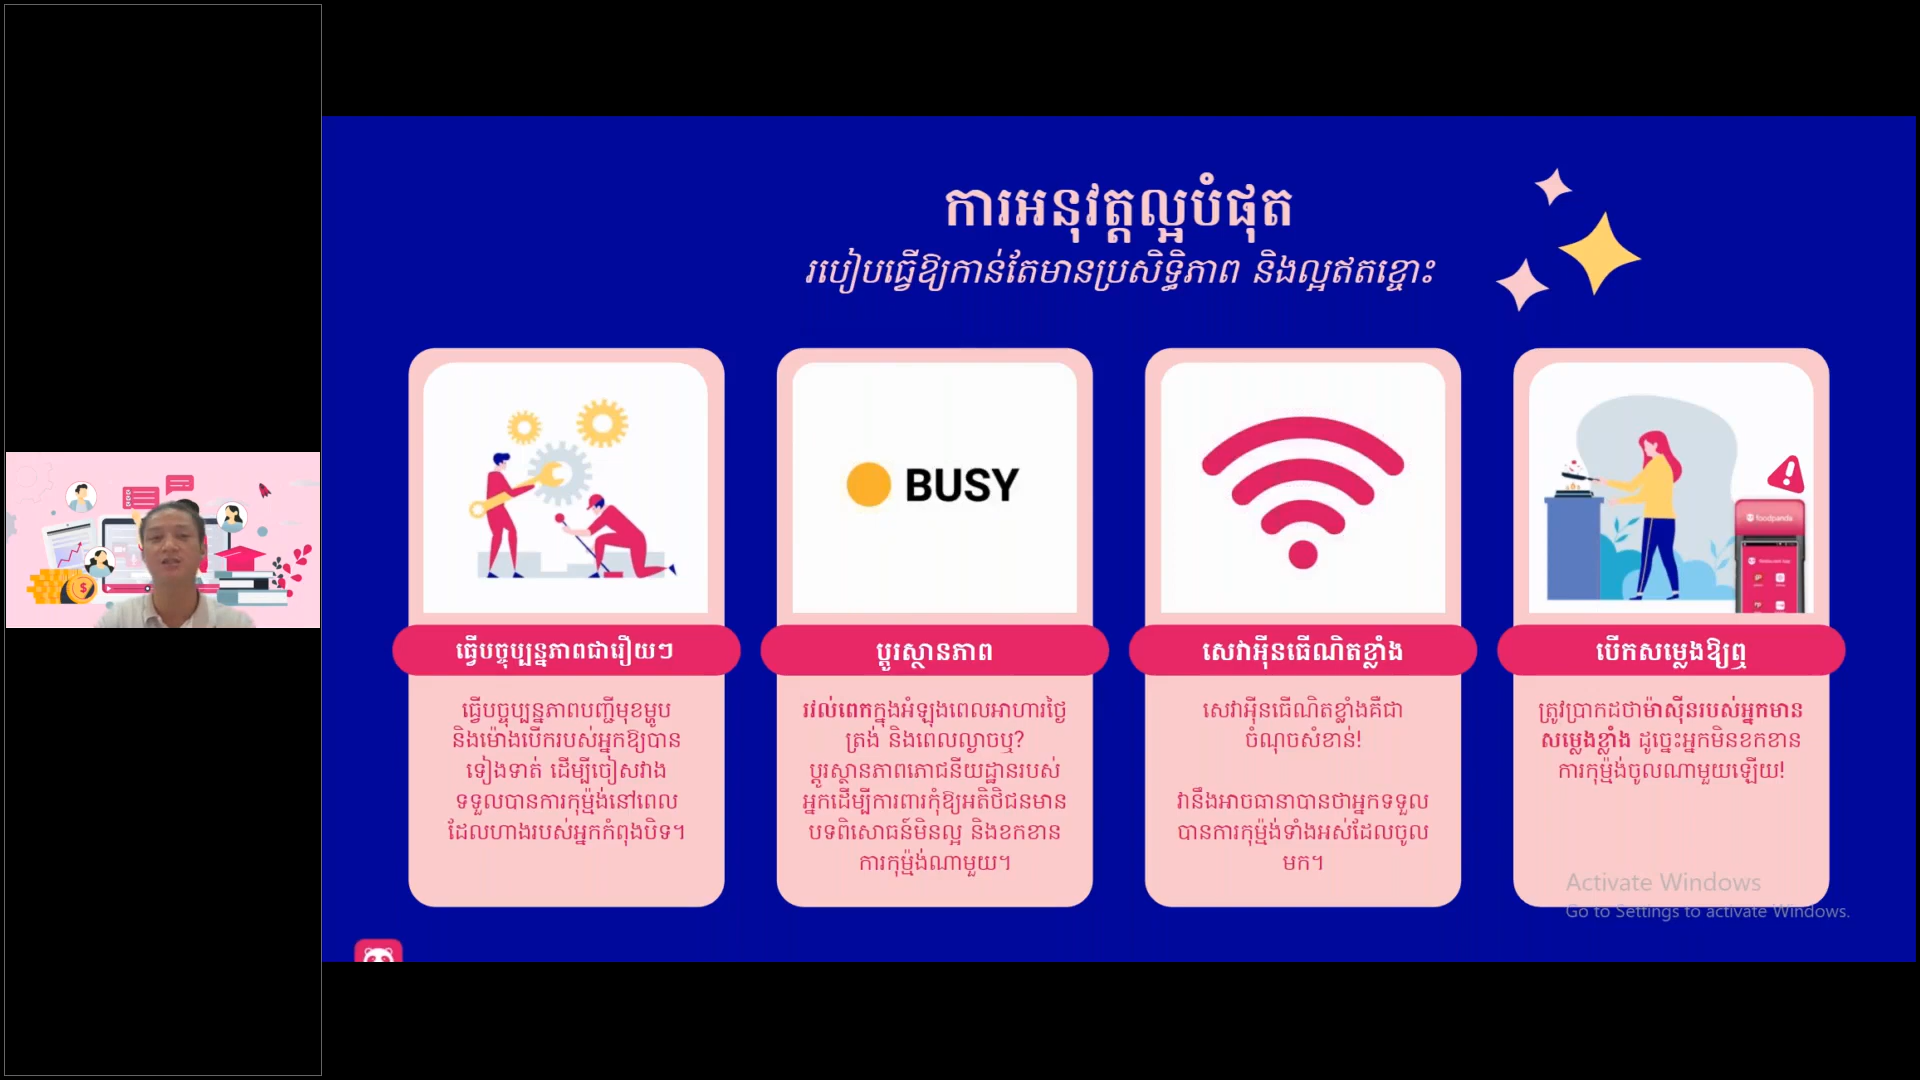 ការអនុវត្តល្អបំផុត
របៀបធ្វើឱ្យកាន់តែមានប្រសិទ្ធិភាព និងល្អឥតខ្ចោះ
BUSY
foodpanda
ធ្វើបច្ចុប្បន្នភាពជារឿយៗ
ធ្វើបច្ចុប្បន្នភាពបញ្ជីមុខម្ហូប
និងម៉ោងបើករបស់អ្នកឱ្យបាន
ទៀងទាត់ ដើម្បីចៀសវាង
ទទួលបានការកុម្ម៉ង់នៅពេល
ដែលហាងរបស់អ្នកកំពុងបិទ។
ប្តូរស្ថានភាព
រវល់ពេកក្នុងអំឡុងពេលអាហារថ្ងៃ
ត្រង់ និងពេលល្ងាចឬ?
ប្តូរស្ថានភាពភោជនីយដ្ឋានរបស់
អ្នកដើម្បីការពារកុំឱ្យអតិថិជនមាន
បទពិសោធន៍មិនល្អ និងខកខាន
ការកុម្ម៉ង់ណាមួយ។
សេវាអ៊ីនធើណិតខ្លាំង
សេវាអ៊ីនធើណិតខ្លាំងគឺជា
ចំណុចសំខាន់!
វានឹងអាចធានាបានថាអ្នកទទួល
បានការកុម្ម៉ង់ទាំងអស់ដែលចូល
មក។
បើកសម្លេងឱ្យឮ
ត្រូវប្រាកដថាម៉ាស៊ីនរបស់អ្នកមាន
សម្លេងខ្លាំង ដូច្នេះអ្នកមិនខកខាន
ការកុម្ម៉ង់ចូលណាមួយឡើយ!
Activate Windows
Go to Settings to activate Windows.